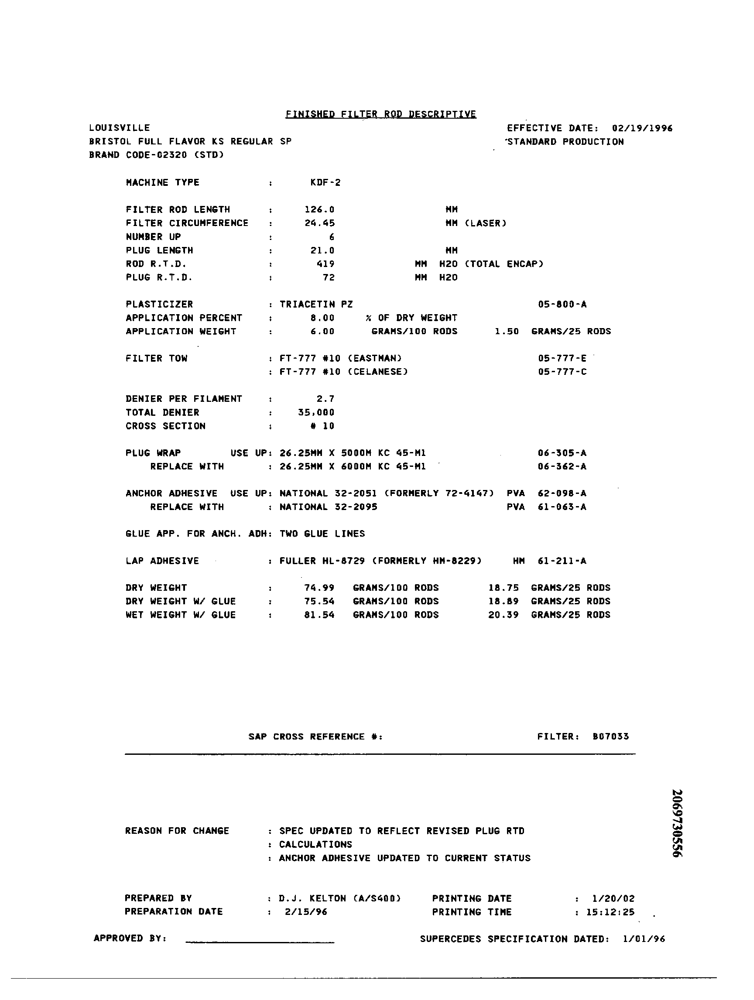 FINISHED FILTER ROD DESCRIPTIVE
LOUISVILLE EFFECTIVE DATE: 02/19/1996
BRISTOL FULL FLAVOR KS REGULAR SP STANDARD PRODUCTION
BRAND CODE-02320 (STD)
MACHINE TYPE : KDF-2
FILTER ROD LENGTH : 126.0 MM
FILTER CIRCUMFERENCE : 24.45 MM (LASER)
NUMBER UP : 6
PLUG LENGTH : 21.0 MM
ROD R.T.D. : 419 MM H2O (TOTAL ENCAP)
PLUG R.T.D. : 72 MM H2O
PLASTICIZER : TRIACETIN PZ 05-800-A
APPLICATION PERCENT : 8.00 % OF DRY WEIGHT
APPLICATION WEIGHT : 6.00 GRAMS/100 RODS 1.50 GRAMS/25 RODS
FILTER TOW : FT-777 #10 (EASTMAN) 05-777-E
: FT-777 #10 (CELANESE) 05-777-C
DENIER PER FILAMENT : 2.7
TOTAL DENIER : 35,000
CROSS SECTION : # 10
PLUG WRAP USE UP: 26.25MM X 5000M KC 45-M1 06-305-A
REPLACE WITH : 26.25MM X 6000M KC 45-M1 06-362-A
ANCHOR ADHESIVE USE UP: NATIONAL 32-2051 (FORMERLY 72-4147) PVA 62-098-A
REPLACE WITH : NATIONAL 32-2095 PVA 61-063-A
GLUE APP. FOR ANCH. ADH: TWO GLUE LINES
LAP ADHESIVE : FULLER HL-8729 (FORMERLY HM-8229) HM 61-211-A
DRY WEIGHT : 74.99 GRAMS/100 RODS 18.75 GRAMS/25 RODS
DRY WEIGHT W/ GLUE : 75.54 GRAMS/100 RODS 18.89 GRAMS/25 RODS
WET WEIGHT W/ GLUE : 81.54 GRAMS/100 RODS 20.39 GRAMS/25 RODS
SAP CROSS REFERENCE #: FILTER: B07033
2069730556
REASON FOR CHANGE : SPEC UPDATED TO REFLECT REVISED PLUG RTD
: CALCULATIONS
: ANCHOR ADHESIVE UPDATED TO CURRENT STATUS
PREPARED BY : D.J. KELTON (A/S400) PRINTING DATE : 1/20/02
PREPARATION DATE : 2/15/96 PRINTING TIME : 15:12:25
APPROVED BY: SUPERCEDES SPECIFICATION DATED: 1/01/96